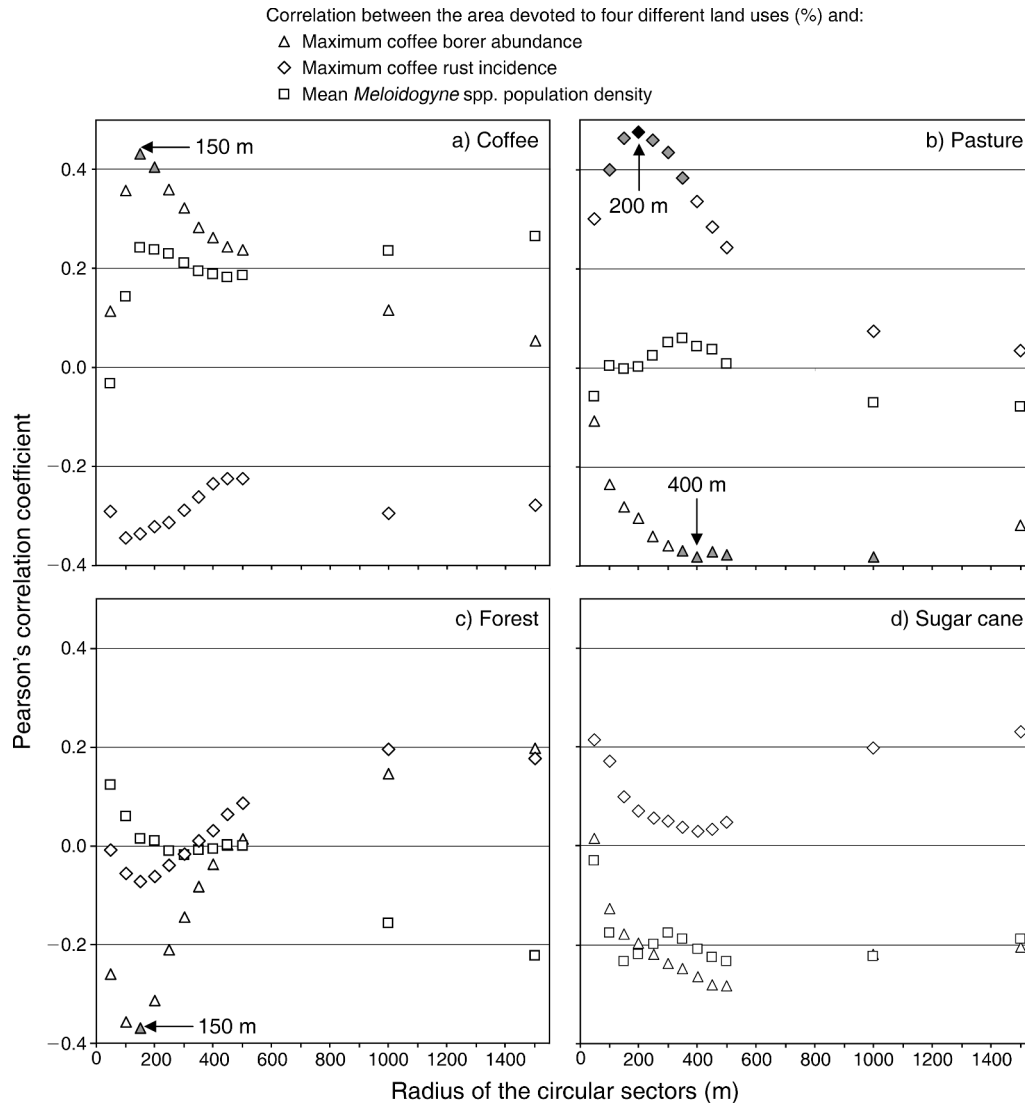 Correlation between the area devoted to four different land uses (%) and:
Maximum coffee borer abundance
Maximum coffee rust incidence
Mean Meloidogyne spp. population density
Pearson's correlation coefficient
a) Coffee
150 m
0.4
0.2
0.0
−0.2
−0.4
b) Pasture
200 m
400 m
c) Forest
150 m
0.4
0.2
0.0
−0.2
−0.4
0 200 400 600 800 1000 1200 1400
d) Sugar cane
0 200 400 600 800 1000 1200 1400
Radius of the circular sectors (m)